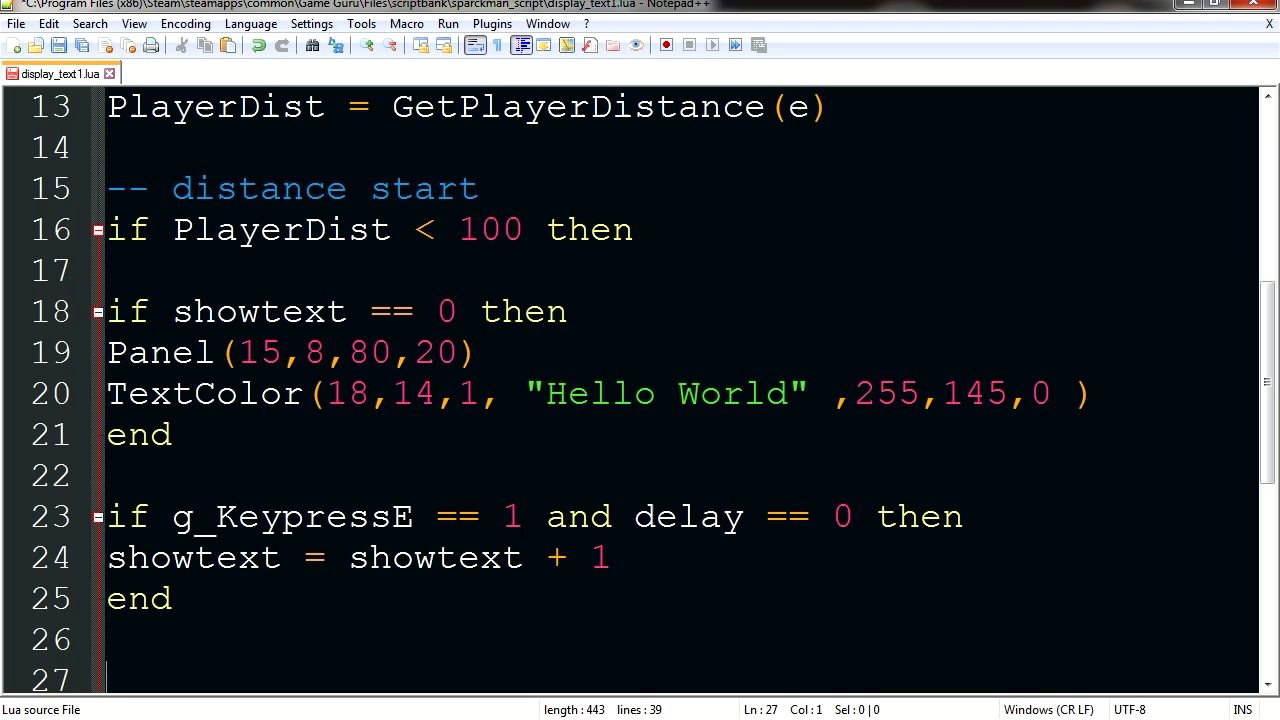 *C:\Program Files (x86)\Steam\steamapps\common\Game Guru\Files\scriptbank\sparckman_script\display_text1.lua - Notepad++
File Edit Search View Encoding Language Settings Tools Macro Run Plugins Window ? X
display_text1.lua
13 PlayerDist = GetPlayerDistance(e)
14
15 -- distance start
16 if PlayerDist < 100 then
17
18 if showtext == 0 then
19 Panel(15,8,80,20)
20 TextColor(18,14,1, "Hello World" ,255,145,0 )
21 end
22
23 if g_KeypressE == 1 and delay == 0 then
24 showtext = showtext + 1
25 end
26
27
Lua source File length : 443 lines : 39 Ln : 27 Col : 1 Sel : 0 | 0 Windows (CR LF) UTF-8 INS